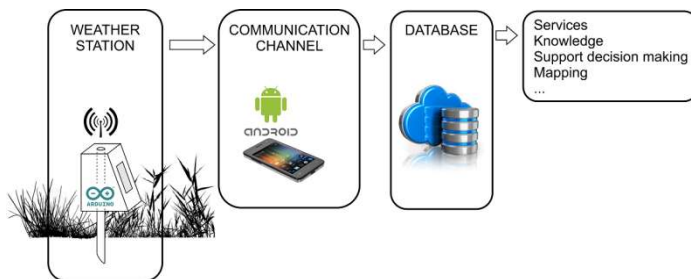 WEATHER
STATION
COMMUNICATION
CHANNEL
DATABASE
Services
Knowledge
Support decision making
Mapping
...
ANDROID
ARDUINO